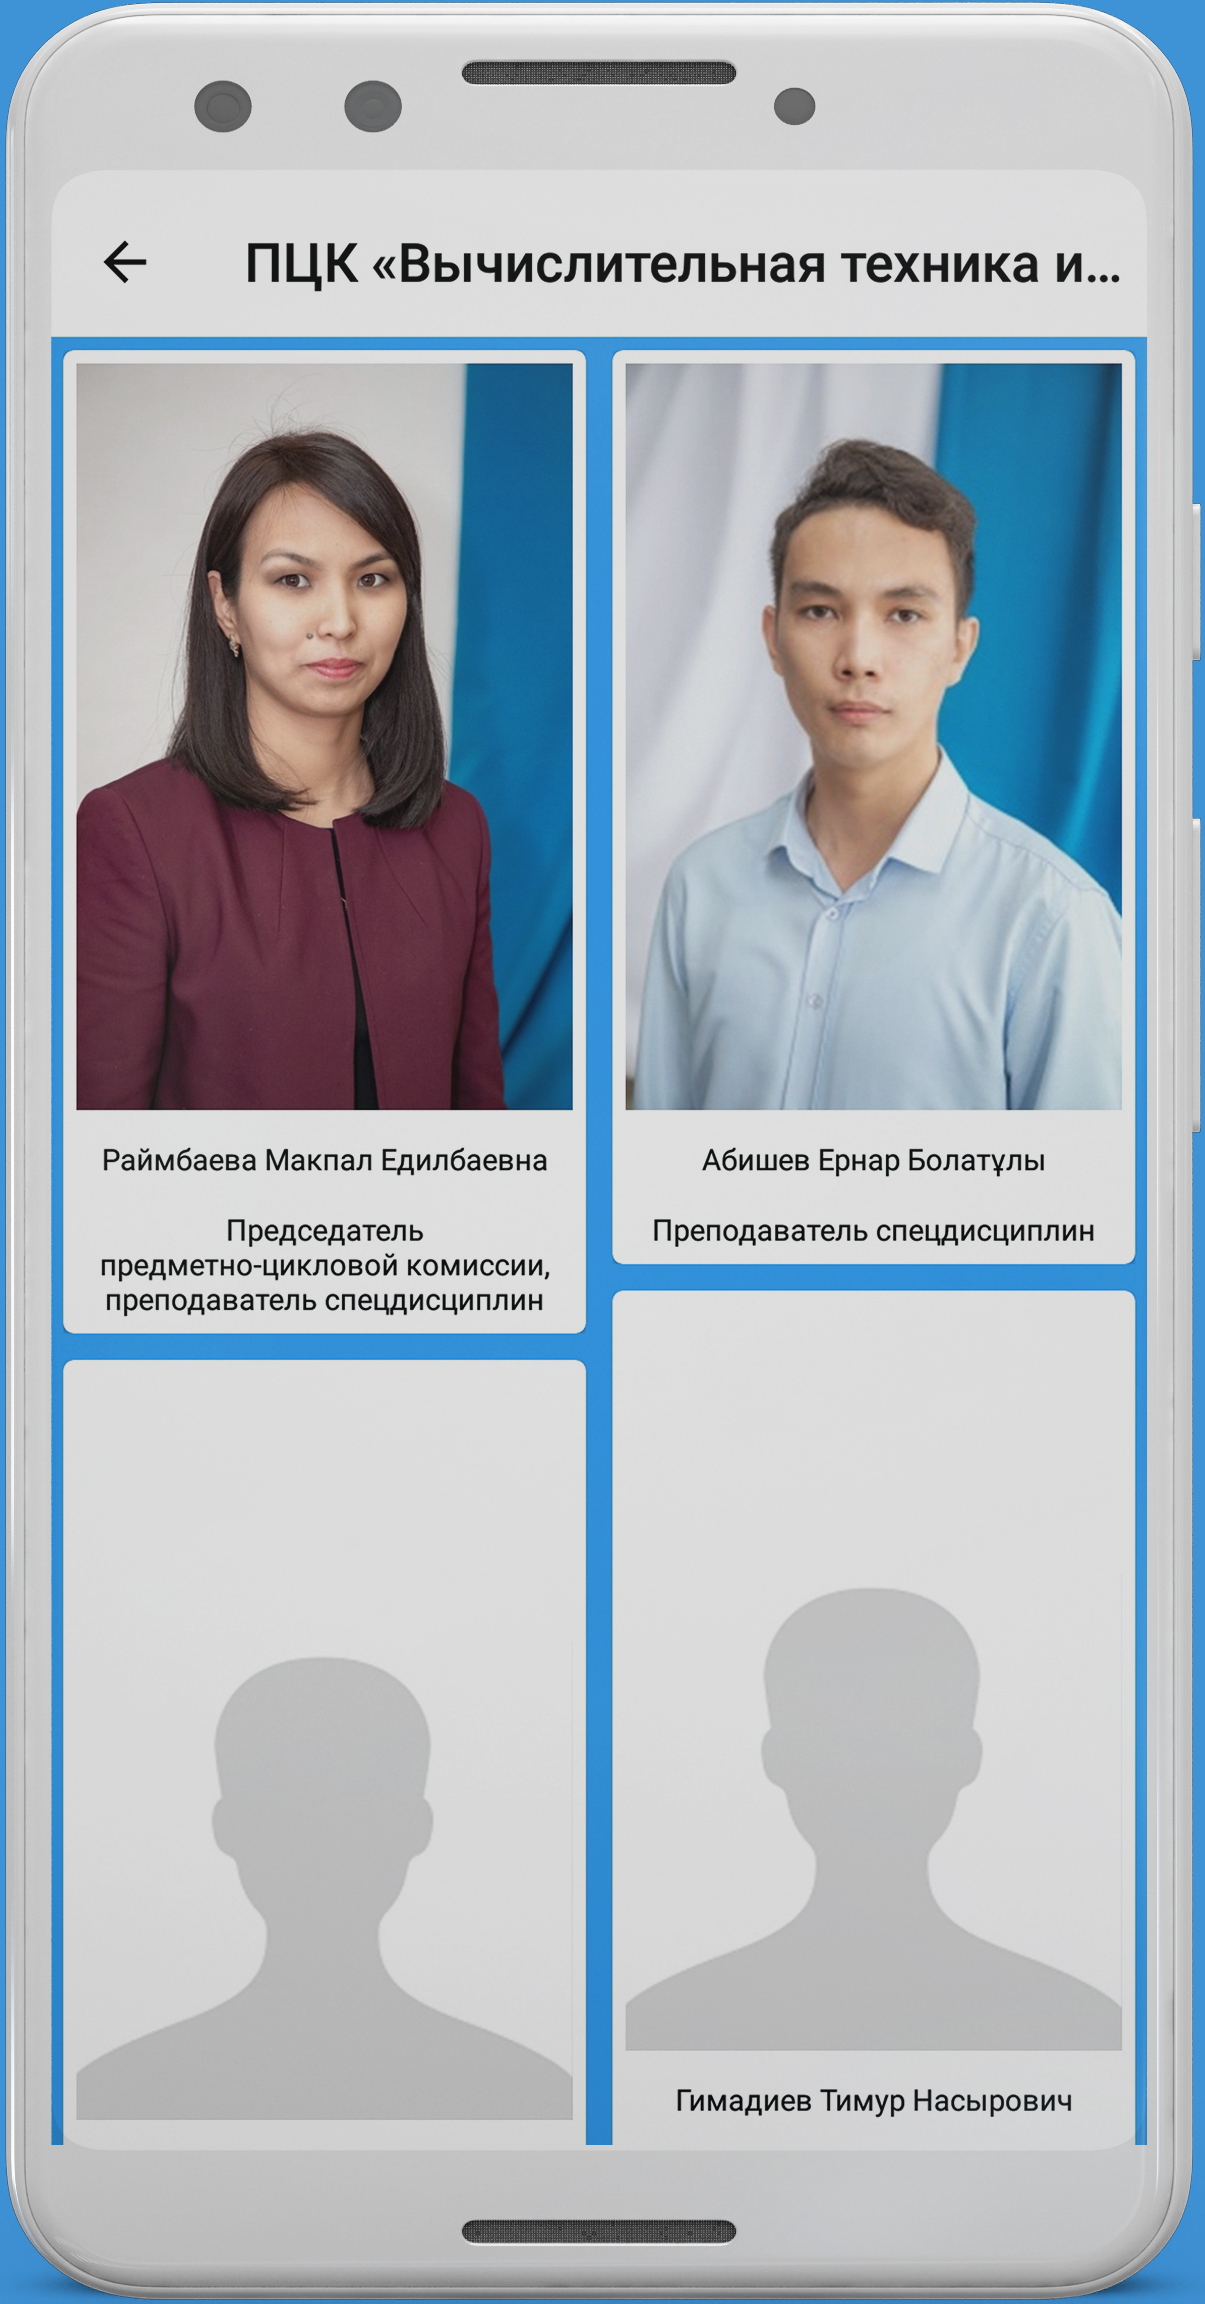 ПЦК «Вычислительная техника и...
Раймбаева Макпал Едилбаевна
Председатель
предметно-цикловой комиссии,
преподаватель спецдисциплин
Абишев Ернар Болатұлы
Преподаватель спецдисциплин
Гимадиев Тимур Насырович